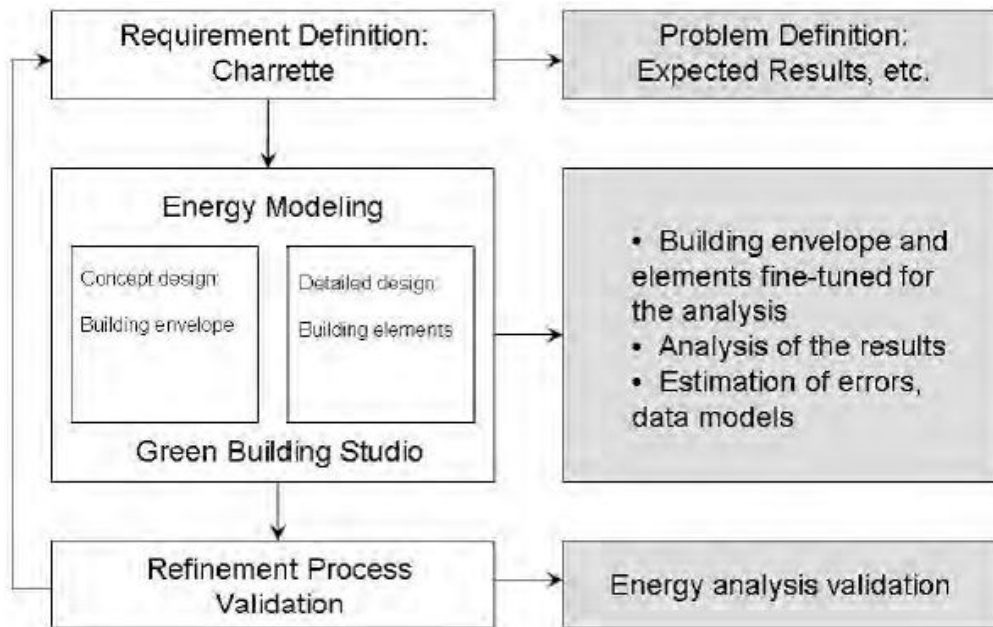 Requirement Definition:
Charrette
Problem Definition:
Expected Results, etc.
Energy Modeling
Concept design:
Building envelope
Detailed design:
Building elements
Green Building Studio
• Building envelope and
elements fine-tuned for
the analysis
• Analysis of the results
• Estimation of errors,
data models
Refinement Process
Validation
Energy analysis validation